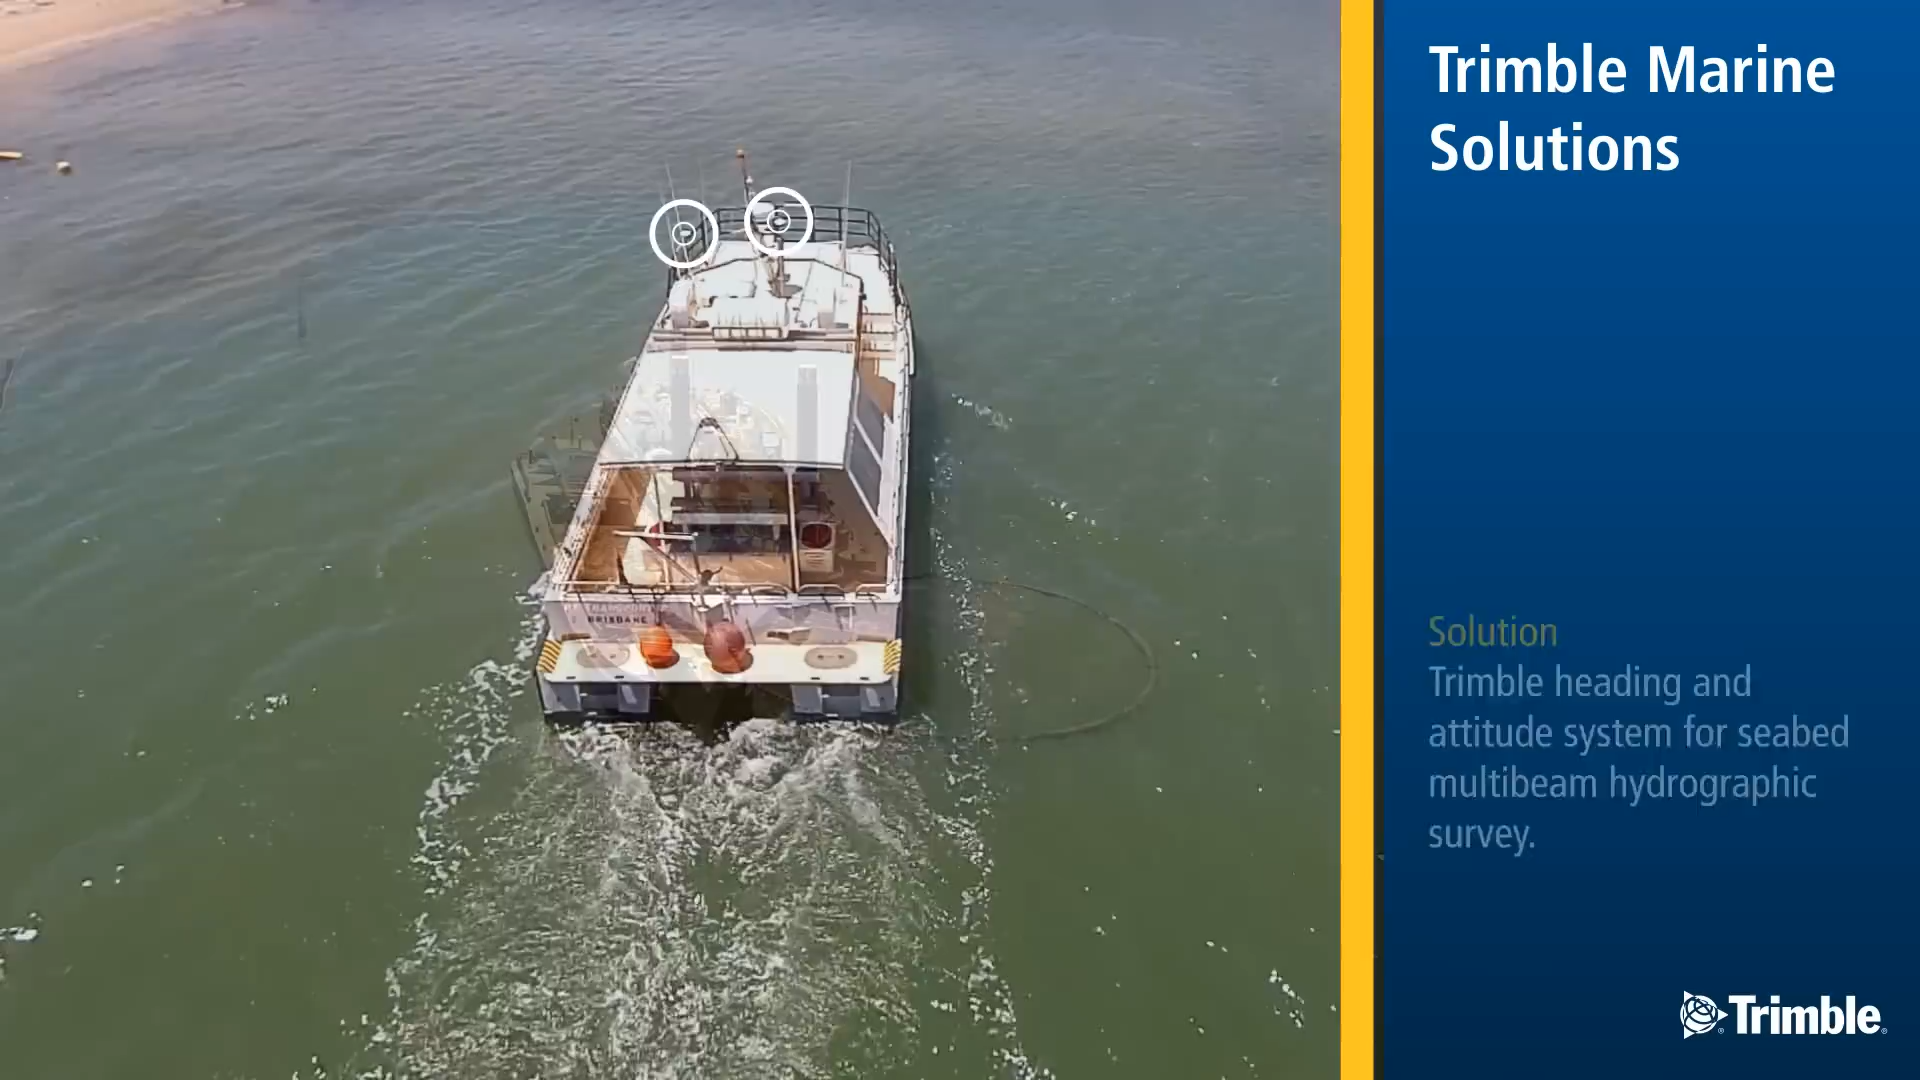 Trimble Marine
Solutions
BRISBANE
Solution
Trimble heading and
attitude system for seabed
multibeam hydrographic
survey.
Trimble